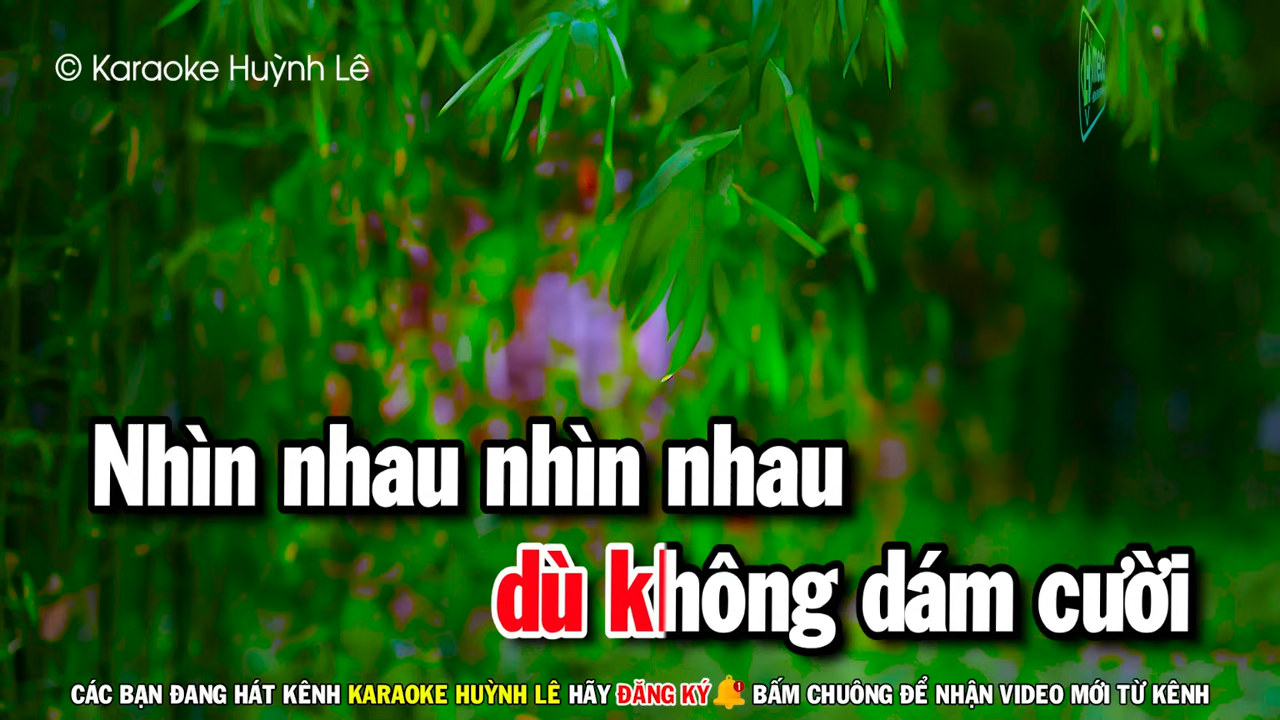 © Karaoke Huỳnh Lê
Nhìn nhau nhìn nhau
dù không dám cười
CÁC BẠN ĐANG HÁT KÊNH KARAOKE HUỲNH LÊ HÃY ĐĂNG KÝ BẤM CHUÔNG ĐỂ NHẬN VIDEO MỚI TỪ KÊNH